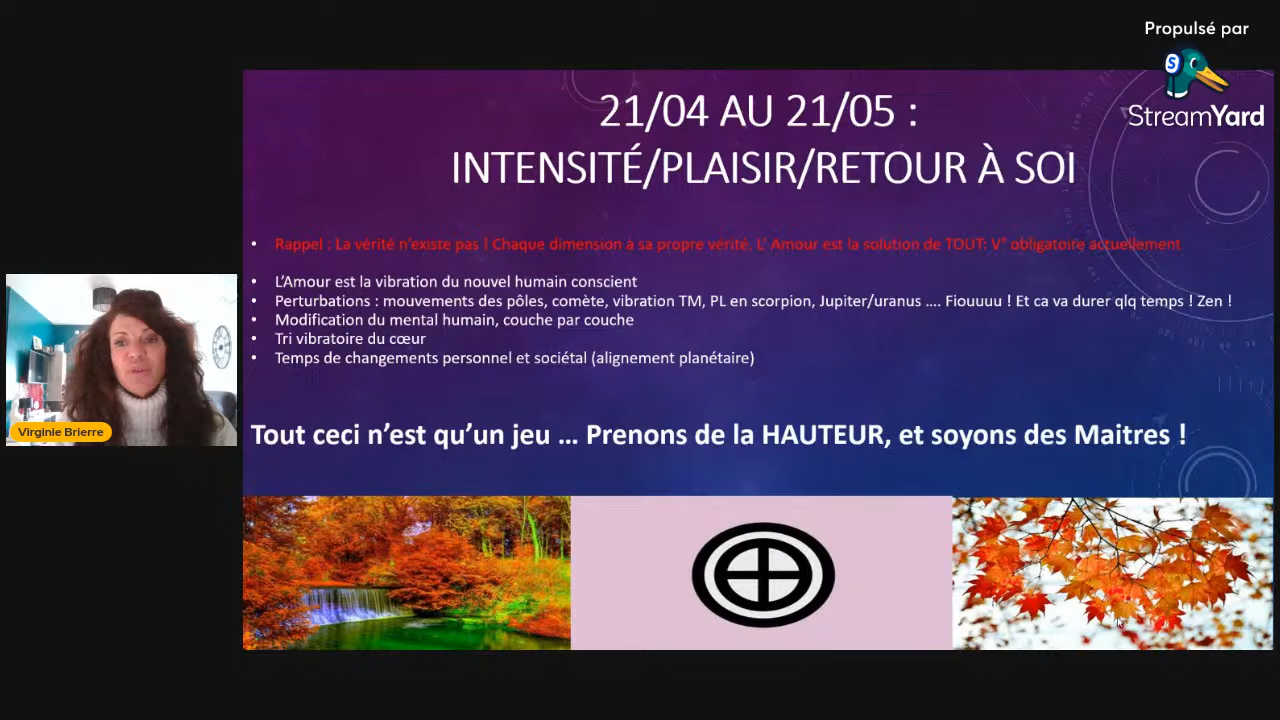 Propulsé par
StreamYard
21/04 AU 21/05 :
INTENSITÉ/PLAISIR/RETOUR À SOI
• Rappel : La vérité n'existe pas ! Chaque dimension à sa propre vérité. L' Amour est la solution de TOUT: V° obligatoire actuellement
• L'Amour est la vibration du nouvel humain conscient
• Perturbations : mouvements des pôles, comète, vibration TM, PL en scorpion, Jupiter/uranus .... Fiouuuu ! Et ca va durer qlq temps ! Zen !
• Modification du mental humain, couche par couche
• Tri vibratoire du cœur
• Temps de changements personnel et sociétal (alignement planétaire)
Tout ceci n'est qu'un jeu ... Prenons de la HAUTEUR, et soyons des Maitres !
Virginie Brierre